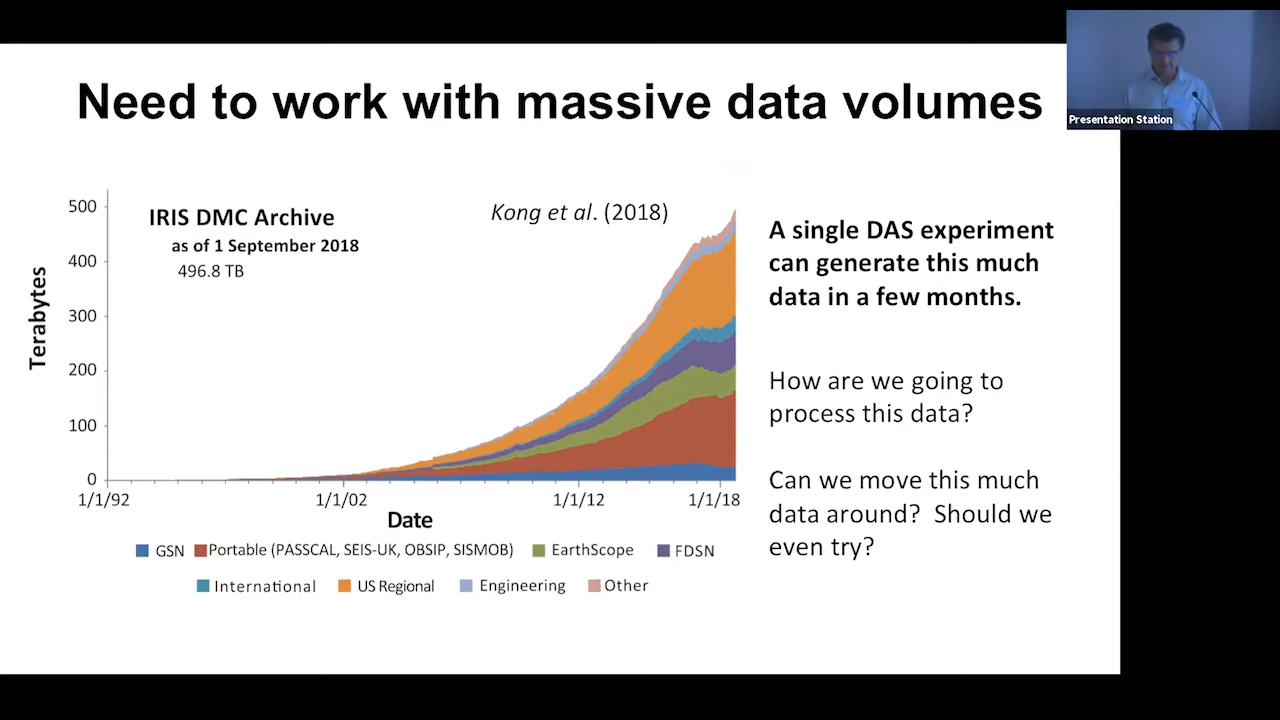 Need to work with massive data volumes
Presentation Station
IRIS DMC Archive
as of 1 September 2018
496.8 TB
Kong et al. (2018)
Terabytes
500
400
300
200
100
0
1/1/92
1/1/02
1/1/12
1/1/18
Date
GSN
Portable (PASSCAL, SEIS-UK, OBSIP, SISMOB)
EarthScope
FDSN
International
US Regional
Engineering
Other
A single DAS experiment
can generate this much
data in a few months.
How are we going to
process this data?
Can we move this much
data around? Should we
even try?